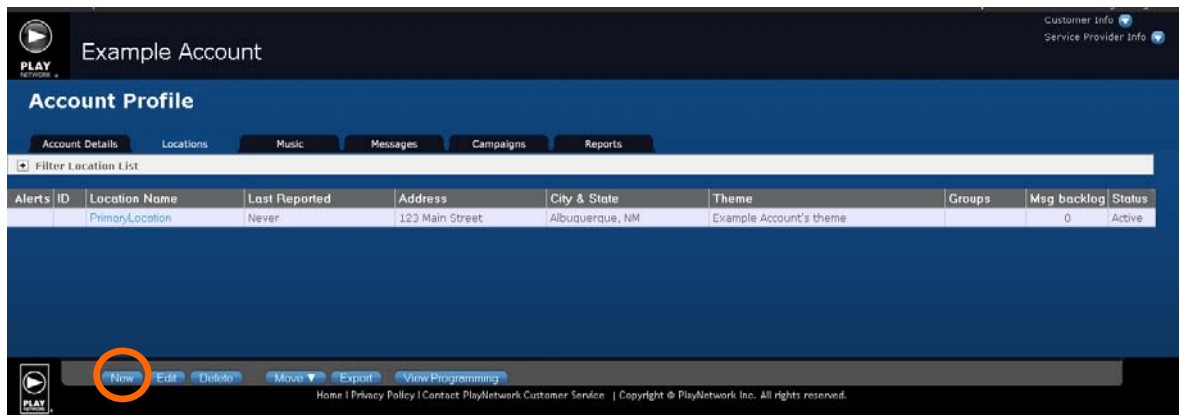 Customer Info
Service Provider Info
PLAY
NETWORK
Example Account
Account Profile
Account Details Locations Music Messages Campaigns Reports
Filter Location List
Alerts ID Location Name Last Reported Address City & State Theme Groups Msg backlog Status
PrimaryLocation Never 123 Main Street Albuquerque, NM Example Account's theme 0 Active
New Edit Delete Move ▼ Export View Programming
Home | Privacy Policy | Contact PlayNetwork Customer Service | Copyright © PlayNetwork Inc. All rights reserved.
PLAY
NETWORK